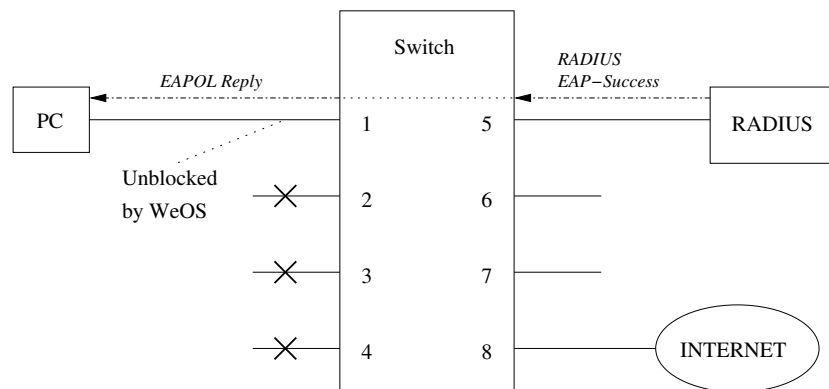 Switch
RADIUS
EAP−Success
EAPOL Reply
PC
1
5
RADIUS
Unblocked
by WeOS
2
6
3
7
4
8
INTERNET